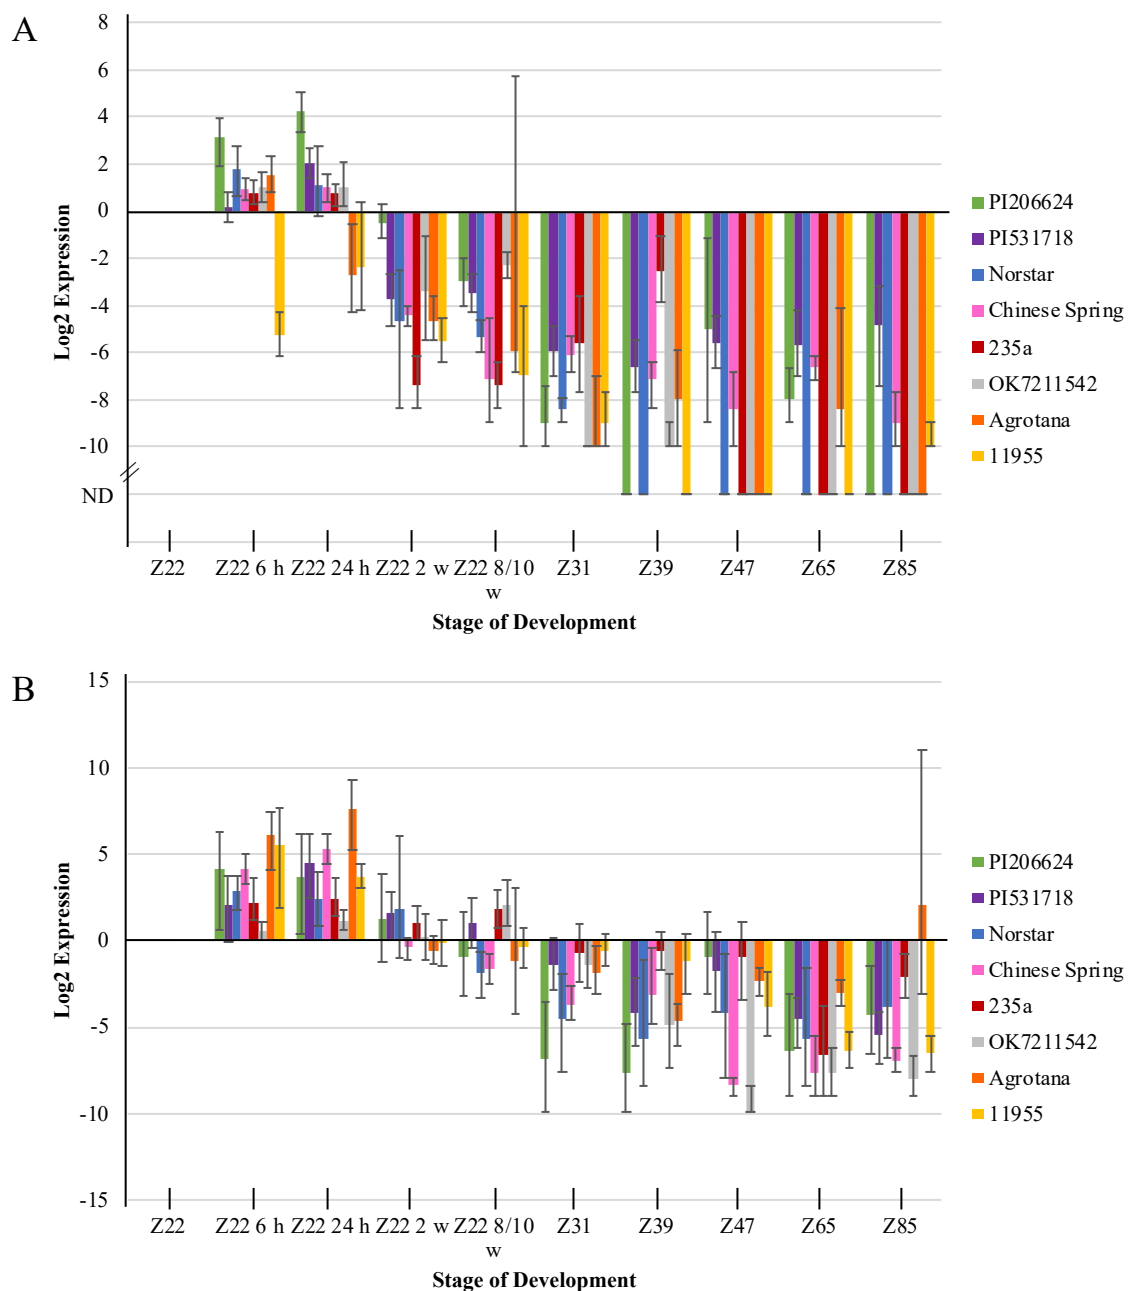 A
8
6
4
2
0
-2
-4
-6
-8
-10
ND
Log2 Expression
Z22 Z22 6 h Z22 24 h Z22 2 w Z22 8/10 w Z31 Z39 Z47 Z65 Z85
Stage of Development
PI206624
PI531718
Norstar
Chinese Spring
235a
OK7211542
Agrotana
11955
B
15
10
5
0
-5
-10
-15
Log2 Expression
Z22 Z22 6 h Z22 24 h Z22 2 w Z22 8/10 w Z31 Z39 Z47 Z65 Z85
Stage of Development
PI206624
PI531718
Norstar
Chinese Spring
235a
OK7211542
Agrotana
11955